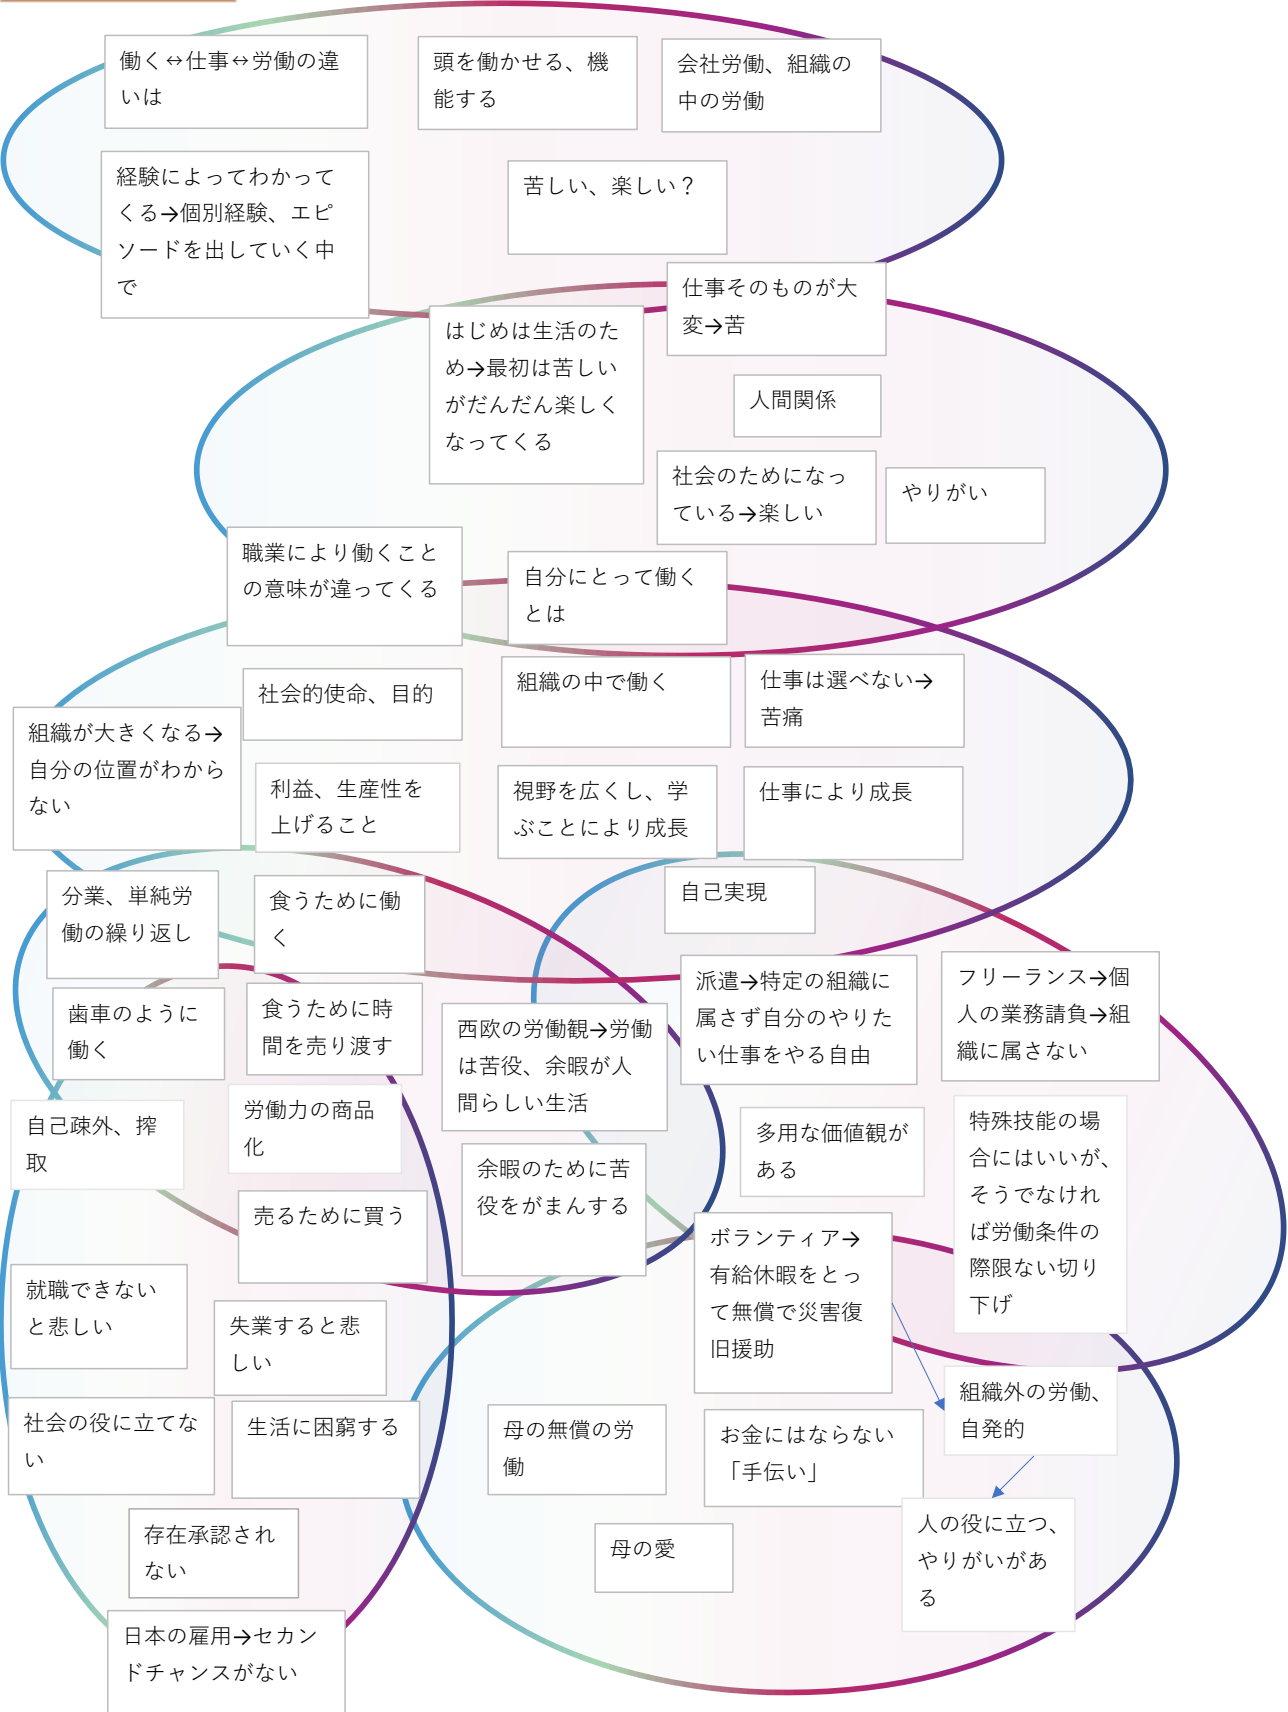 働く↔仕事↔労働の違
いは
頭を働かせる、機
能する
会社労働、組織の
中の労働
経験によってわかって
くる→個別経験、エピ
ソードを出していく中
で
苦しい、楽しい？
仕事そのものが大
変→苦
はじめは生活のた
め→最初は苦しい
がだんだん楽しく
なってくる
人間関係
社会のためになっ
ている→楽しい
やりがい
職業により働くこと
の意味が違ってくる
自分にとって働く
とは
社会的使命、目的
組織の中で働く
仕事は選べない→
苦痛
組織が大きくなる→
自分の位置がわから
ない
利益、生産性を
上げること
視野を広くし、学
ぶことにより成長
仕事により成長
分業、単純労
働の繰り返し
食うために働
く
自己実現
歯車のように
働く
食うために時
間を売り渡す
西欧の労働観→労働
は苦役、余暇が人
間らしい生活
派遣→特定の組織に
属さず自分のやりた
い仕事をやる自由
フリーランス→個
人の業務請負→組
織に属さない
自己疎外、搾
取
労働力の商品
化
余暇のために苦
役をがまんする
多用な価値観が
ある
特殊技能の場
合にはいいが、
そうでなけれ
ば労働条件の
際限ない切り
下げ
売るために買う
ボランティア→
有給休暇をとっ
て無償で災害復
旧援助
就職できない
と悲しい
失業すると悲
しい
組織外の労働、
自発的
社会の役に立てな
い
生活に困窮する
母の無償の労
働
お金にはならない
「手伝い」
存在承認され
ない
母の愛
人の役に立つ、
やりがいがあ
る
日本の雇用→セカン
ドチャンスがない